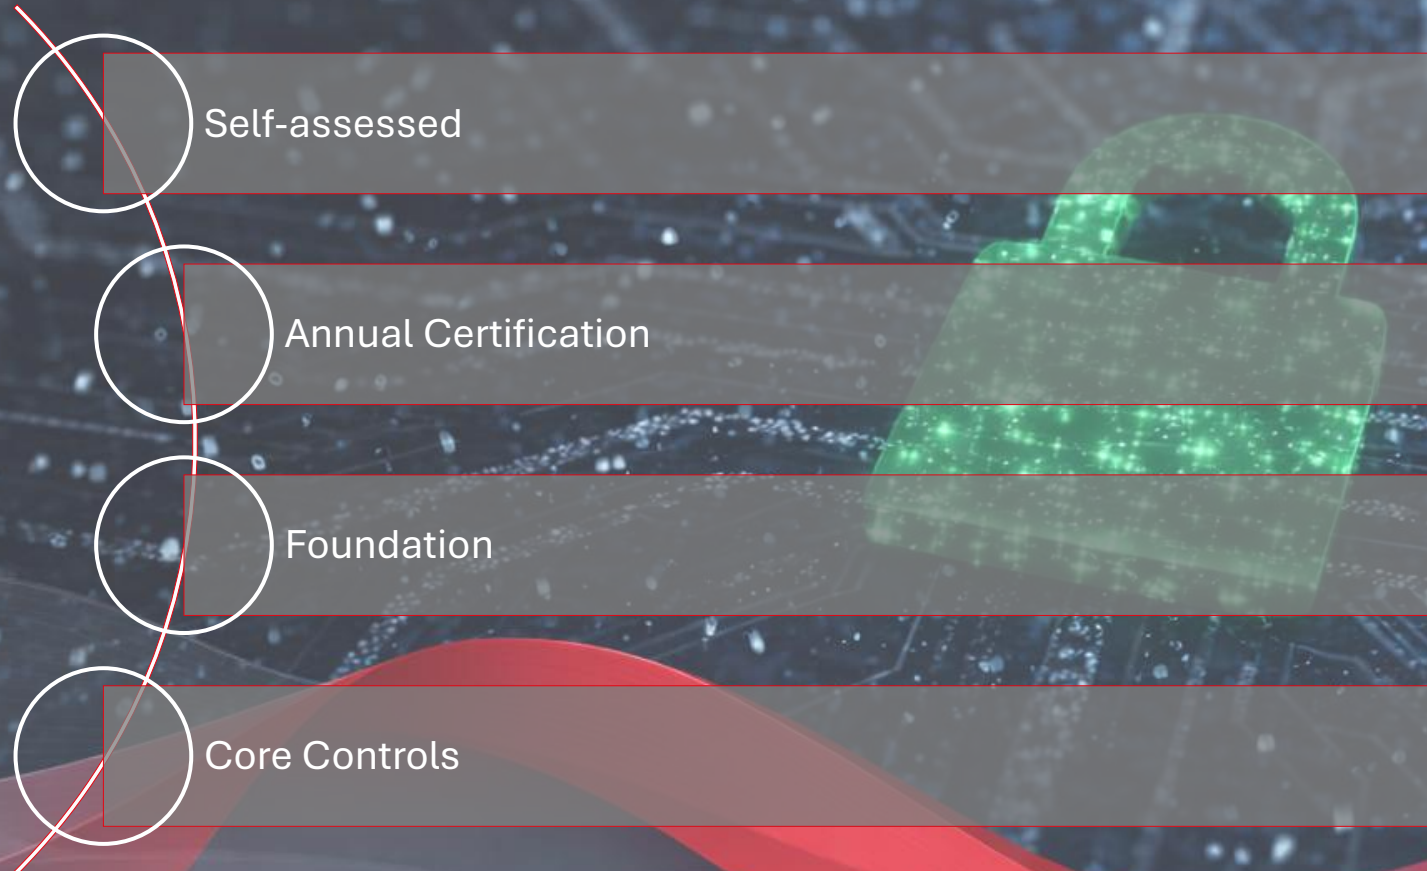 Self-assessed
Annual Certification
Foundation
Core Controls